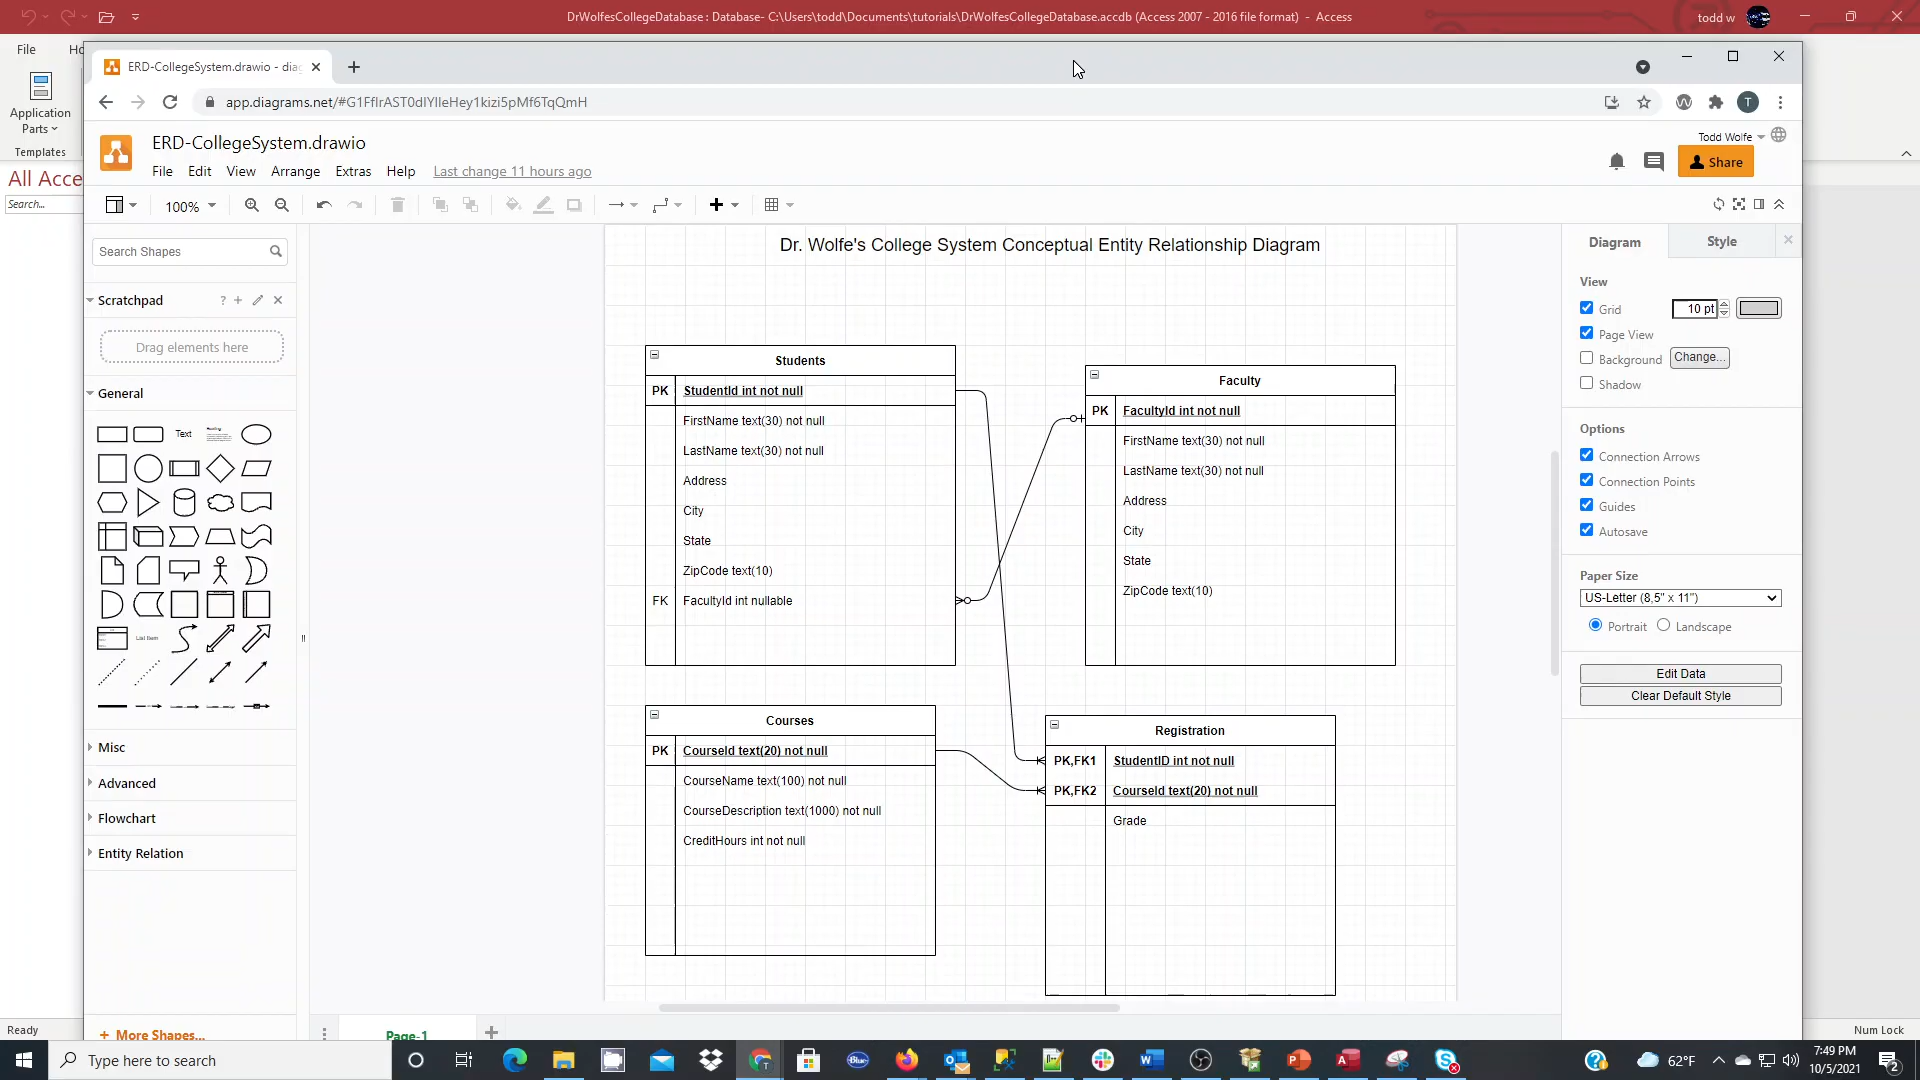 DrWolfesCollegeDatabase : Database- C:\Users\todd\Documents\tutorials\DrWolfesCollegeDatabase.accdb (Access 2007 - 2016 file format) - Access
todd w
File
Ho
ERD-CollegeSystem.drawio - dia
app.diagrams.net/#G1FfIrAST0dIYlleHey1kizi5pMf6TqQmH
T
Application
Parts
Templates
All Acce
Search...
ERD-CollegeSystem.drawio
Todd Wolfe
Share
File Edit View Arrange Extras Help Last change 11 hours ago
100%
Search Shapes
Scratchpad
?
Drag elements here
General
Text
List Item
Misc
Advanced
Flowchart
Entity Relation
+ More Shapes...
Dr. Wolfe's College System Conceptual Entity Relationship Diagram
Students
PK StudentId int not null
FirstName text(30) not null
LastName text(30) not null
Address
City
State
ZipCode text(10)
FK FacultyId int nullable
Faculty
PK FacultyId int not null
FirstName text(30) not null
LastName text(30) not null
Address
City
State
ZipCode text(10)
Courses
PK CourseId text(20) not null
CourseName text(100) not null
CourseDescription text(1000) not null
CreditHours int not null
Registration
PK,FK1 StudentID int not null
PK,FK2 CourseId text(20) not null
Grade
Diagram Style
View
Grid 10 pt
Page View
Background Change...
Shadow
Options
Connection Arrows
Connection Points
Guides
Autosave
Paper Size
US-Letter (8,5" x 11")
Portrait Landscape
Edit Data
Clear Default Style
Page-1
Ready
Num Lock
Type here to search
62°F
7:49 PM
10/5/2021
2